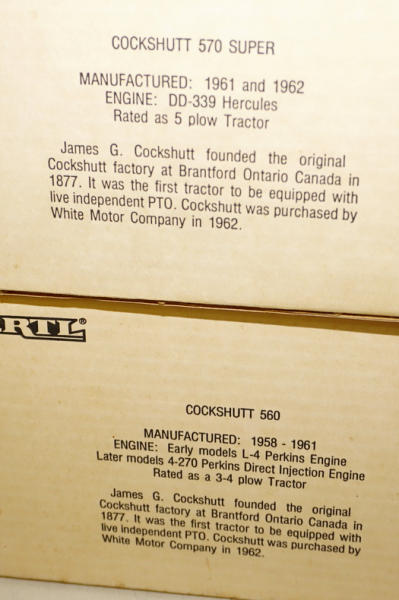 COCKSHUTT 570 SUPER
MANUFACTURED: 1961 and 1962
ENGINE: DD-339 Hercules
Rated as 5 plow Tractor
James G. Cockshutt founded the original
Cockshutt factory at Brantford Ontario Canada in
1877. It was the first tractor to be equipped with
live independent PTO. Cockshutt was purchased by
White Motor Company in 1962.
RTL®
COCKSHUTT 560
MANUFACTURED: 1958 - 1961
ENGINE: Early models L-4 Perkins Engine
Later models 4-270 Perkins Direct Injection Engine
Rated as a 3-4 plow Tractor
James G. Cockshutt founded the original
Cockshutt factory at Brantford Ontario Canada in
1877. It was the first tractor to be equipped with
live independent PTO. Cockshutt was purchased by
White Motor Company in 1962.